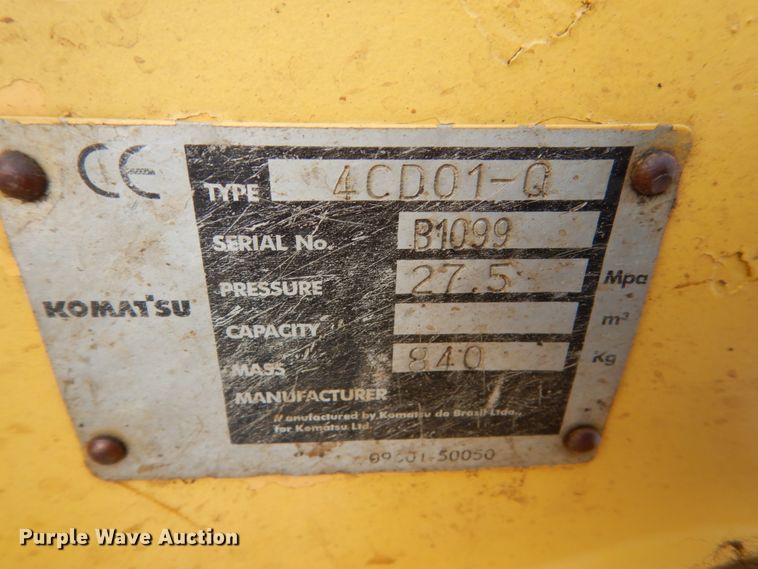 CE
TYPE 4CD01-Q
SERIAL No. B1099
PRESSURE 27.5 Mpa
KOMATSU
CAPACITY m³
MASS 840 Kg
MANUFACTURER
Manufactured by Komatsu do Brasil Ltda.,
for Komatsu Ltd.
Purple Wave Auction